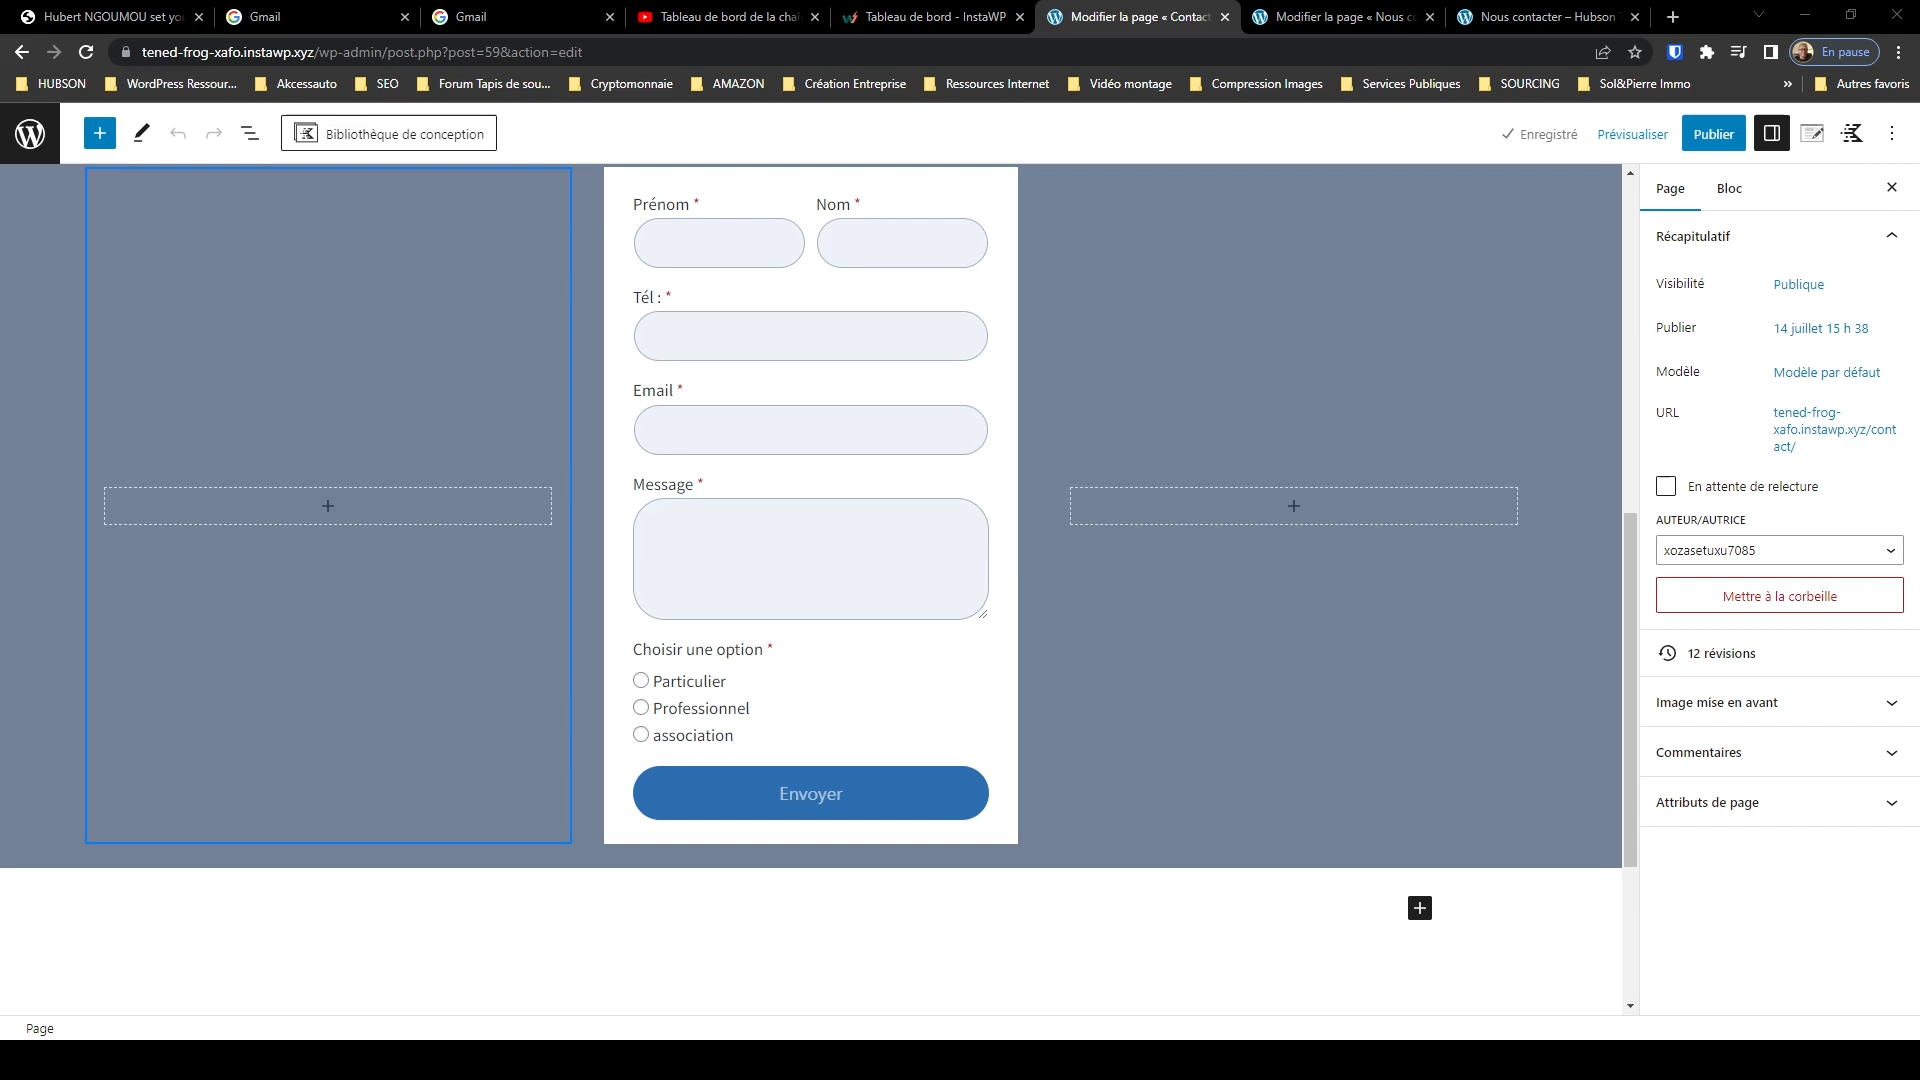 Hubert NGOUMOU set yo
Gmail
Gmail
Tableau de bord de la chaî
Tableau de bord - InstaWP
Modifier la page « Contact
Modifier la page « Nous co
Nous contacter – Hubson
tened-frog-xafo.instawp.xyz/wp-admin/post.php?post=59&action=edit
En pause
HUBSON
WordPress Ressour...
Akcessauto
SEO
Forum Tapis de sou...
Cryptomonnaie
AMAZON
Création Entreprise
Ressources Internet
Vidéo montage
Compression Images
Services Publiques
SOURCING
Sol&Pierre Immo
»
Autres favoris
Bibliothèque de conception
Enregistré
Prévisualiser
Publier
Prénom *
Nom *
Tél : *
Email *
Message *
Choisir une option *
Particulier
Professionnel
association
Envoyer
Page
Bloc
Récapitulatif
Visibilité
Publique
Publier
14 juillet 15 h 38
Modèle
Modèle par défaut
URL
tened-frog-
xafo.instawp.xyz/cont
act/
En attente de relecture
AUTEUR/AUTRICE
xozasetuxu7085
Mettre à la corbeille
12 révisions
Image mise en avant
Commentaires
Attributs de page
Page